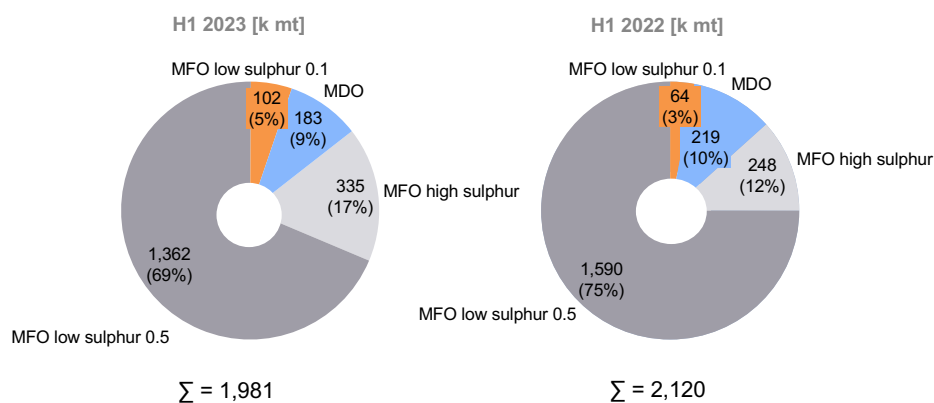 H1 2023 [k mt]
MFO low sulphur 0.1
102
(5%)
MDO
183
(9%)
335
(17%)
MFO high sulphur
1,362
(69%)
MFO low sulphur 0.5
∑ = 1,981
H1 2022 [k mt]
MFO low sulphur 0.1
64
(3%)
MDO
219
(10%)
248
(12%)
MFO high sulphur
1,590
(75%)
MFO low sulphur 0.5
∑ = 2,120